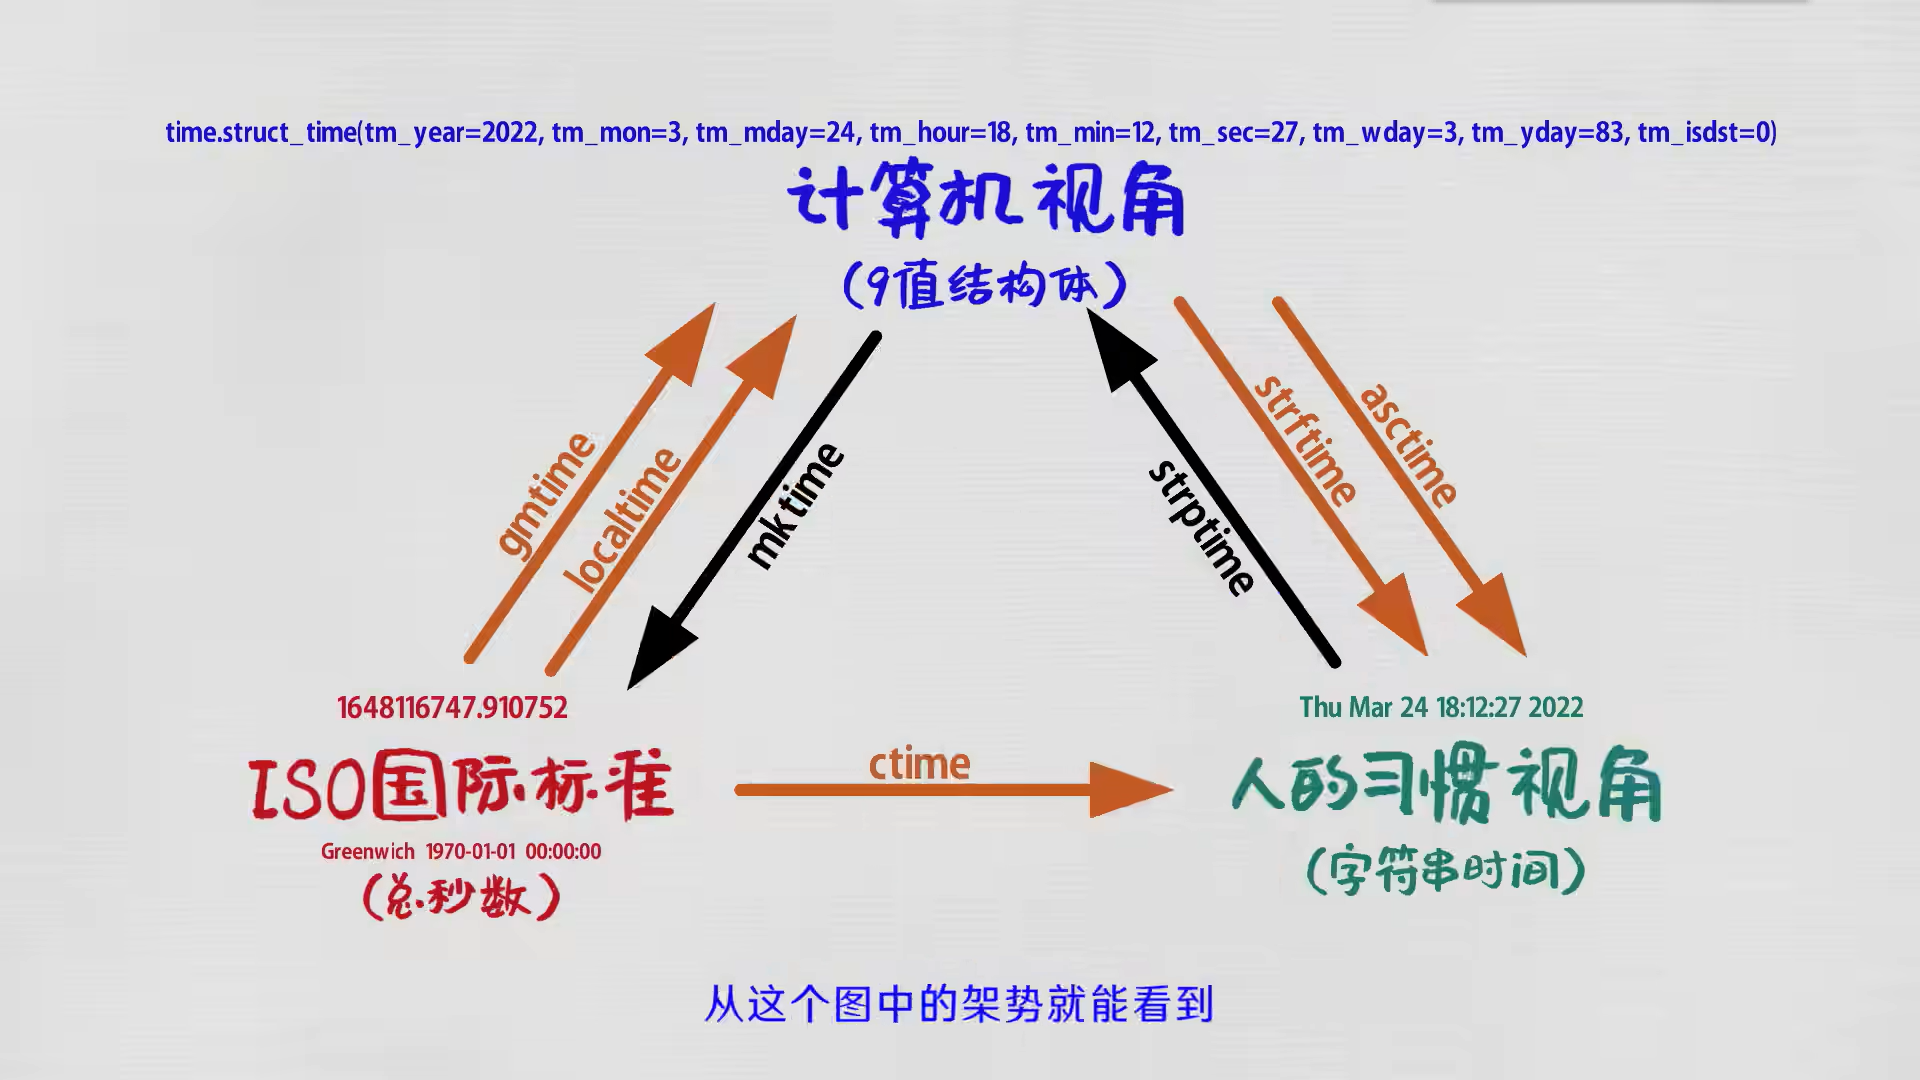 time.struct_time(tm_year=2022, tm_mon=3, tm_mday=24, tm_hour=18, tm_min=12, tm_sec=27, tm_wday=3, tm_yday=83, tm_isdst=0)
计算机视角
(9值结构体)
gmtime
localtime
mktime
strptime
strftime
asctime
1648116747.910752
ISO国际标准
Greenwich 1970-01-01 00:00:00
(总秒数)
ctime
Thu Mar 24 18:12:27 2022
人的习惯视角
(字符串时间)
从这个图中的架势就能看到